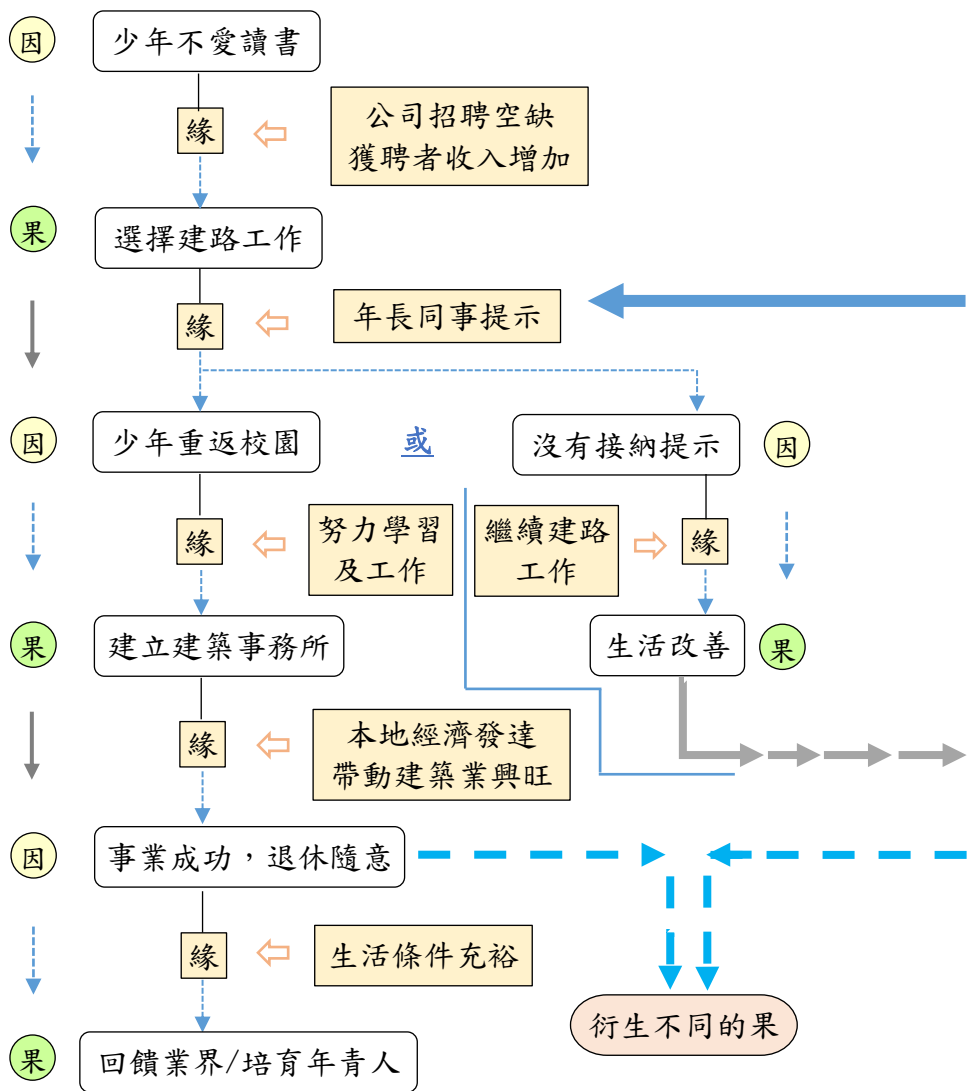 因
少年不愛讀書
緣
公司招聘空缺
獲聘者收入增加
果
選擇建路工作
緣
年長同事提示
因
少年重返校園
或
沒有接納提示
因
緣
努力學習
及工作
繼續建路
工作
緣
果
建立建築事務所
生活改善
果
緣
本地經濟發達
帶動建築業興旺
因
事業成功，退休隨意
緣
生活條件充裕
衍生不同的果
果
回饋業界/培育年青人